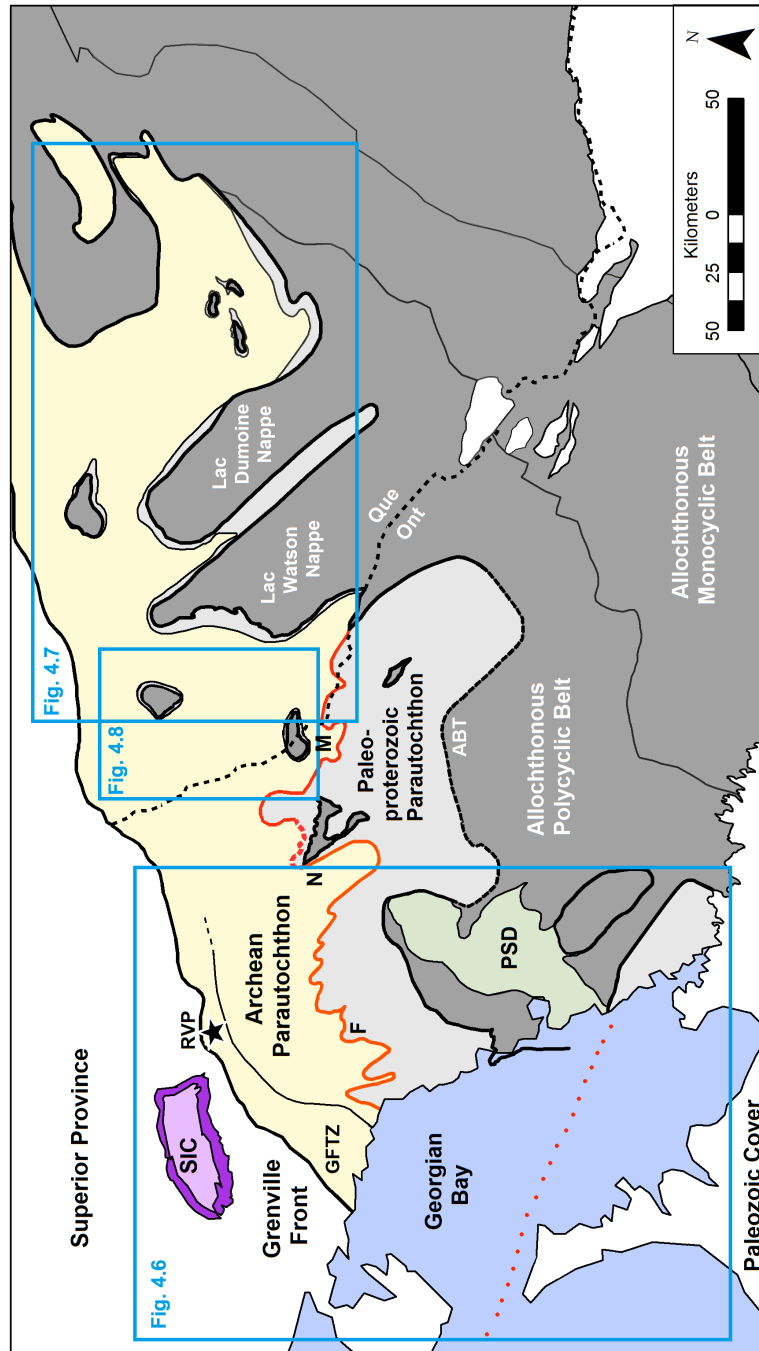 Superior Province
Fig. 4.6
SIC
RVP
Grenville
Front
GFTZ
Archean
Parautochthon
Georgian
Bay
F
N
M
PSD
Paleozoic Cover
Fig. 4.8
Fig. 4.7
Paleo-
proterozoic
Parautochthon
ABT
Allochthonous
Polycyclic Belt
Lac
Watson
Nappe
Lac
Dumoine
Nappe
Que
Ont
Allochthonous
Monocyclic Belt
N
Kilometers
50 25 0 50